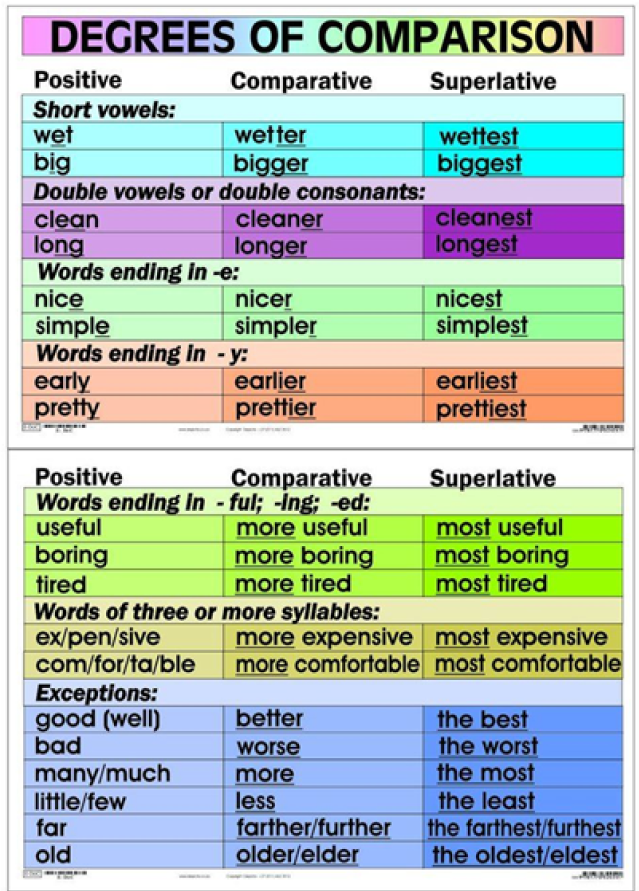 DEGREES OF COMPARISON
Positive Comparative Superlative
Short vowels:
wet wetter wettest
big bigger biggest
Double vowels or double consonants:
clean cleaner cleanest
long longer longest
Words ending in -e:
nice nicer nicest
simple simpler simplest
Words ending in - y:
early earlier earliest
pretty prettier prettiest
Positive Comparative Superlative
Words ending in - ful; -ing; -ed:
useful more useful most useful
boring more boring most boring
tired more tired most tired
Words of three or more syllables:
ex/pen/sive more expensive most expensive
com/for/ta/ble more comfortable most comfortable
Exceptions:
good (well) better the best
bad worse the worst
many/much more the most
little/few less the least
far farther/further the farthest/furthest
old older/elder the oldest/eldest